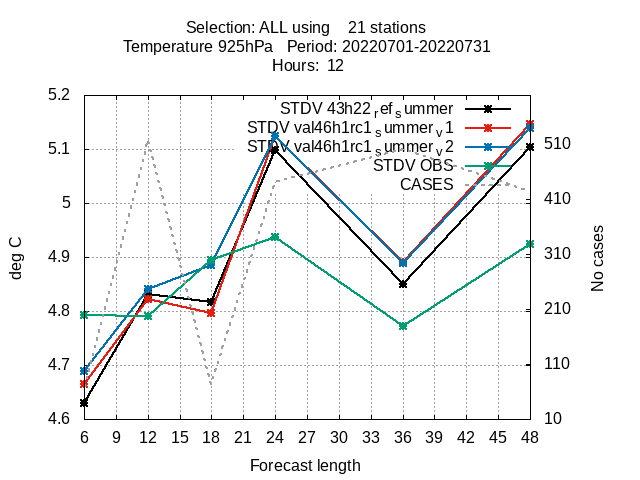 Selection: ALL using    21 stations
Temperature 925hPa   Period: 20220701-20220731
Hours:  12
5.2
5.1
5
4.9
4.8
4.7
4.6
deg C
STDV 43h22refsummer
STDV val46h1rc1summerv1
STDV val46h1rc1summerv2
STDV OBS
CASES
510
410
310
210
110
10
No cases
6 9 12 15 18 21 24 27 30 33 36 39 42 45 48
Forecast length